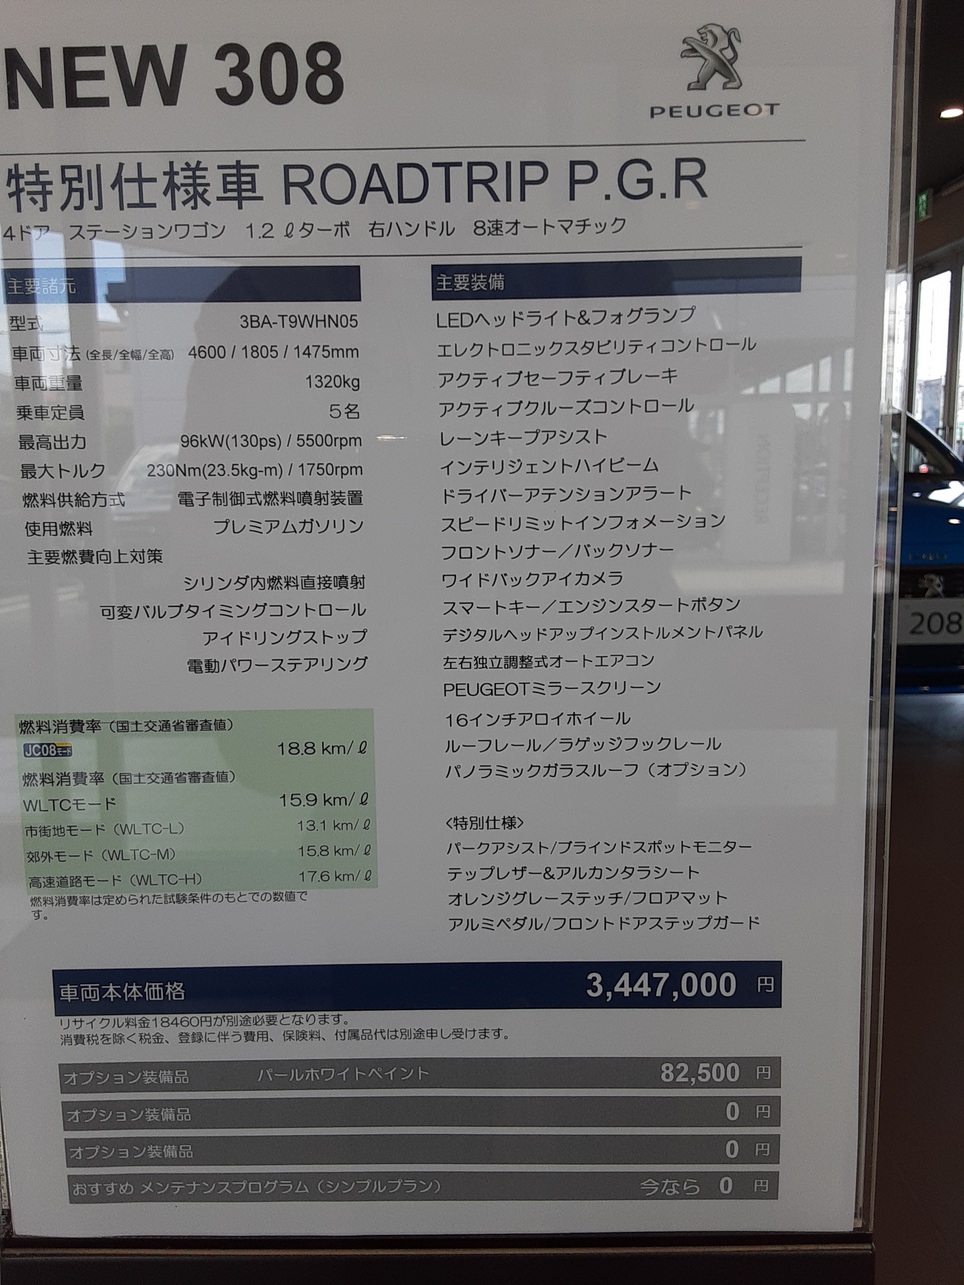 NEW 308
PEUGEOT
特別仕様車 ROADTRIP P.G.R
4ドア ステーションワゴン 1.2 ℓターボ 右ハンドル 8速オートマチック
主要諸元
型式 3BA-T9WHN05
車両寸法 (全長/全幅/全高) 4600 / 1805 / 1475mm
車両重量 1320kg
乗車定員 5名
最高出力 96kW(130ps) / 5500rpm
最大トルク 230Nm(23.5kg-m) / 1750rpm
燃料供給方式 電子制御式燃料噴射装置
使用燃料 プレミアムガソリン
主要燃費向上対策
シリンダ内燃料直接噴射
可変バルブタイミングコントロール
アイドリングストップ
電動パワーステアリング
燃料消費率（国土交通省審査値）
JC08モード 18.8 km/ℓ
燃料消費率（国土交通省審査値）
WLTCモード 15.9 km/ℓ
市街地モード（WLTC-L） 13.1 km/ℓ
郊外モード（WLTC-M） 15.8 km/ℓ
高速道路モード（WLTC-H） 17.6 km/ℓ
燃料消費率は定められた試験条件のもとでの数値で
す。
主要装備
LEDヘッドライト&フォグランプ
エレクトロニックスタビリティコントロール
アクティブセーフティブレーキ
アクティブクルーズコントロール
レーンキープアシスト
インテリジェントハイビーム
ドライバーアテンションアラート
スピードリミットインフォメーション
フロントソナー／バックソナー
ワイドバックアイカメラ
スマートキー／エンジンスタートボタン
デジタルヘッドアップインストルメントパネル
左右独立調整式オートエアコン
PEUGEOTミラースクリーン
16インチアロイホイール
ルーフレール／ラゲッジフックレール
パノラミックガラスルーフ（オプション）
<特別仕様>
パークアシスト/ブラインドスポットモニター
テップレザー&アルカンタラシート
オレンジグレーステッチ/フロアマット
アルミペダル/フロントドアステップガード
車両本体価格 3,447,000 円
リサイクル料金18460円が別途必要となります。
消費税を除く税金、登録に伴う費用、保険料、付属品代は別途申し受けます。
オプション装備品 パールホワイトペイント 82,500 円
オプション装備品 0 円
オプション装備品 0 円
おすすめ メンテナンスプログラム（シンプルプラン） 今なら 0 円
208